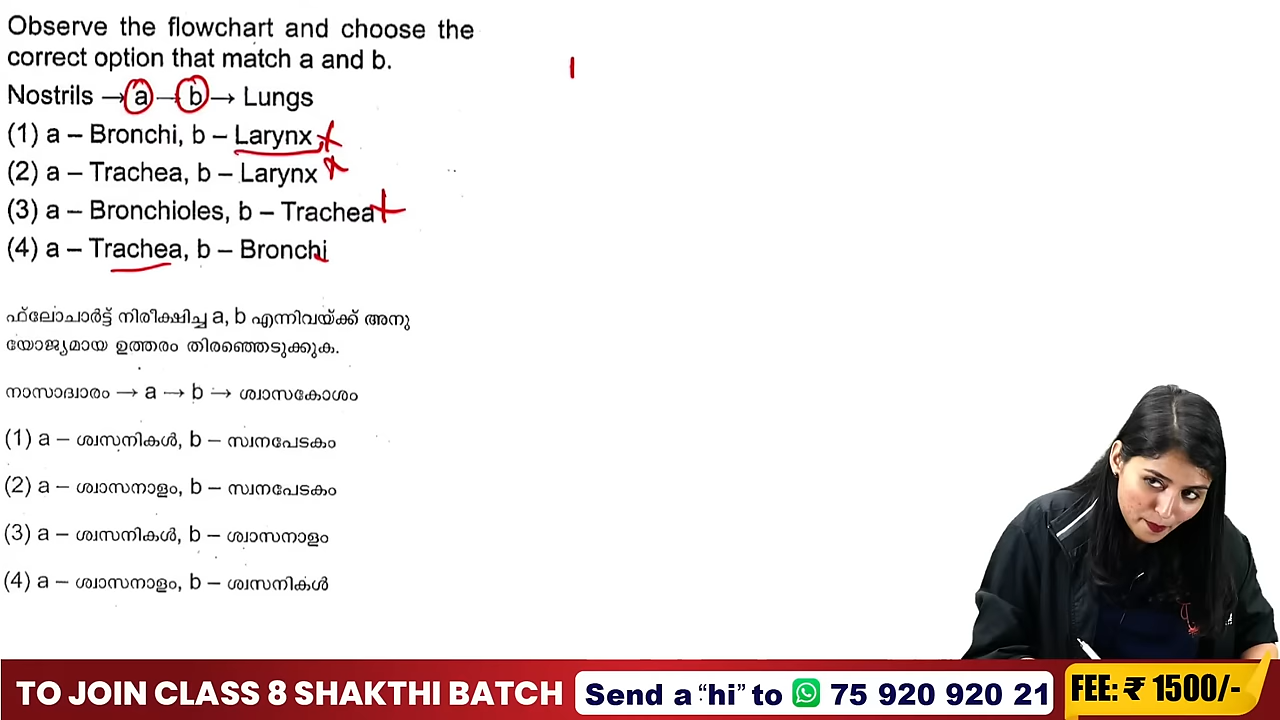 Observe the flowchart and choose the
correct option that match a and b.
Nostrils → a → b → Lungs
(1) a – Bronchi, b – Larynx
(2) a – Trachea, b – Larynx
(3) a – Bronchioles, b – Trachea
(4) a – Trachea, b – Bronchi
ഫ്ലോചാർട്ട് നിരീക്ഷിച്ച a, b എന്നിവയ്ക്ക് അനു
യോജ്യമായ ഉത്തരം തിരഞ്ഞെടുക്കുക.
നാസാദ്വാരം → a → b → ശ്വാസകോശം
(1) a – ശ്വസനികൾ, b – സ്വനപേടകം
(2) a – ശ്വാസനാളം, b – സ്വനപേടകം
(3) a – ശ്വസനികൾ, b – ശ്വാസനാളം
(4) a – ശ്വാസനാളം, b – ശ്വസനികൾ
TO JOIN CLASS 8 SHAKTHI BATCH
Send a “hi” to 75 920 920 21
FEE: ₹ 1500/-